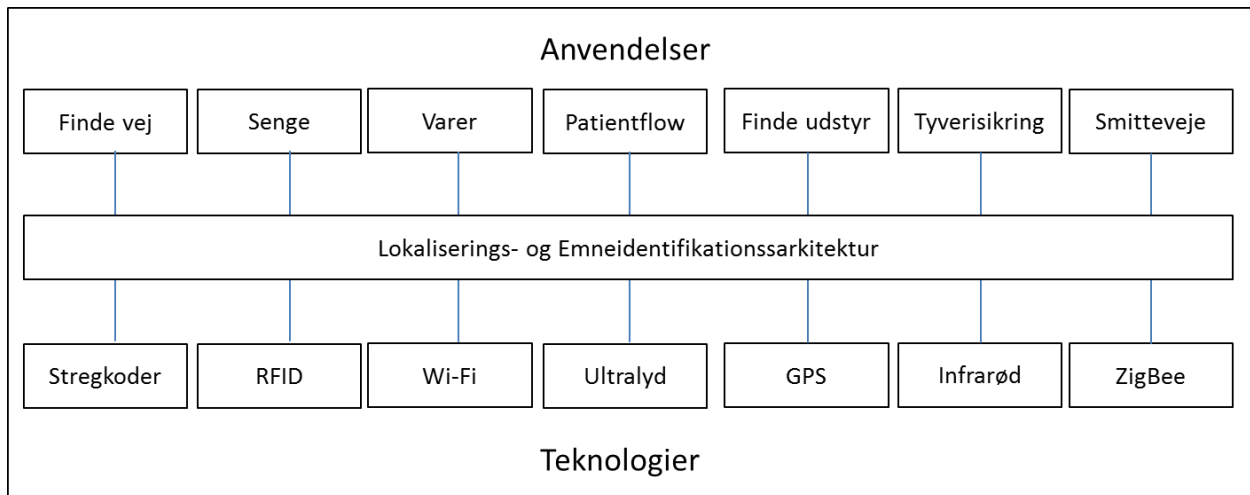 Anvendelser
Finde vej
Senge
Varer
Patientflow
Finde udstyr
Tyverisikring
Smitteveje
Lokaliserings- og Emneidentifikationssarkitektur
Stregkoder
RFID
Wi-Fi
Ultralyd
GPS
Infrarød
ZigBee
Teknologier